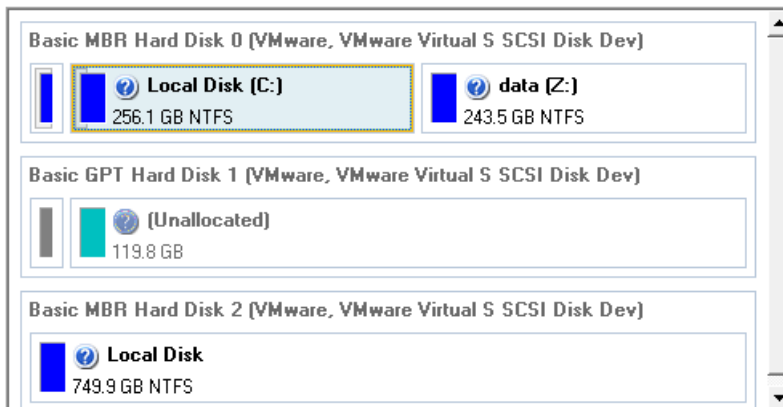 Basic MBR Hard Disk 0 (VMware, VMware Virtual S SCSI Disk Dev)
Local Disk (C:)
256.1 GB NTFS
data (Z:)
243.5 GB NTFS
Basic GPT Hard Disk 1 (VMware, VMware Virtual S SCSI Disk Dev)
(Unallocated)
119.8 GB
Basic MBR Hard Disk 2 (VMware, VMware Virtual S SCSI Disk Dev)
Local Disk
749.9 GB NTFS